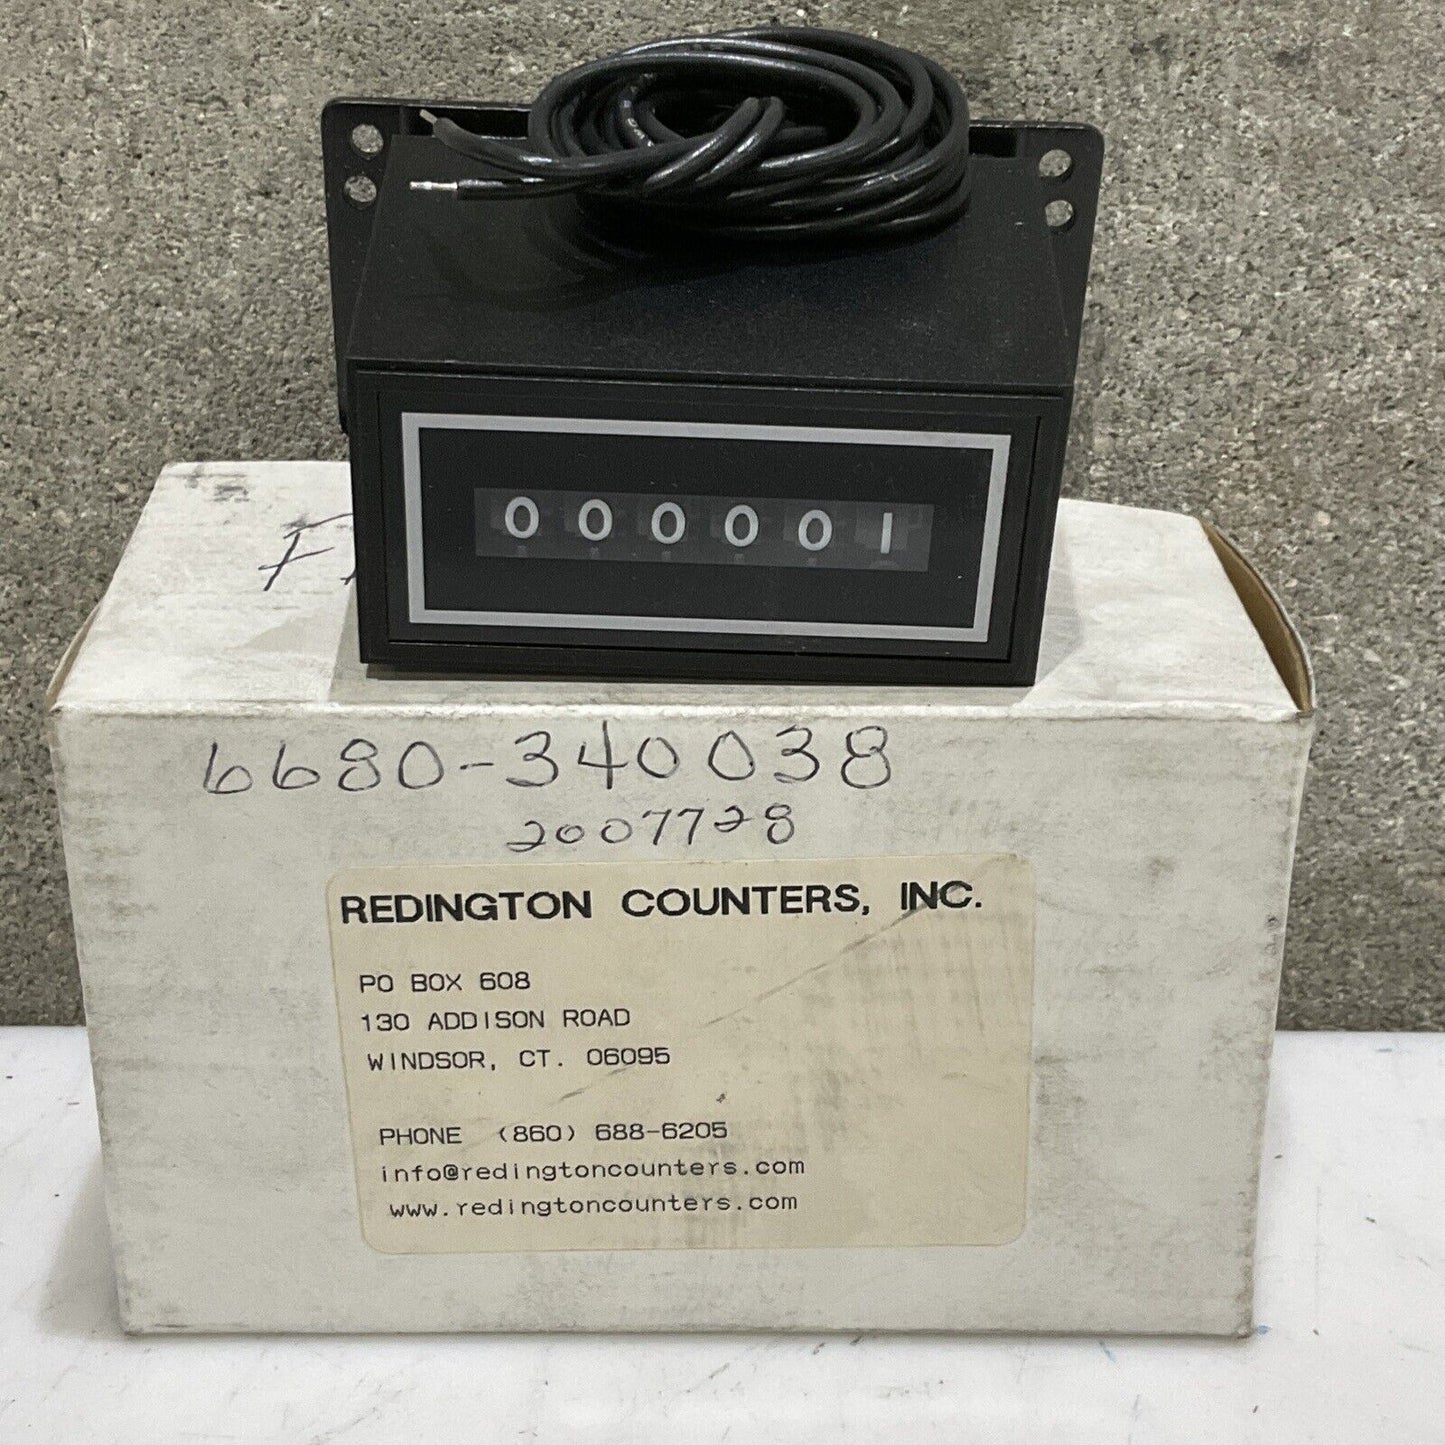 000001
6680-340038
2007728
REDINGTON COUNTERS, INC.
PO BOX 608
130 ADDISON ROAD
WINDSOR, CT. 06095
PHONE (860) 688-6205
info@redingtoncounters.com
www.redingtoncounters.com